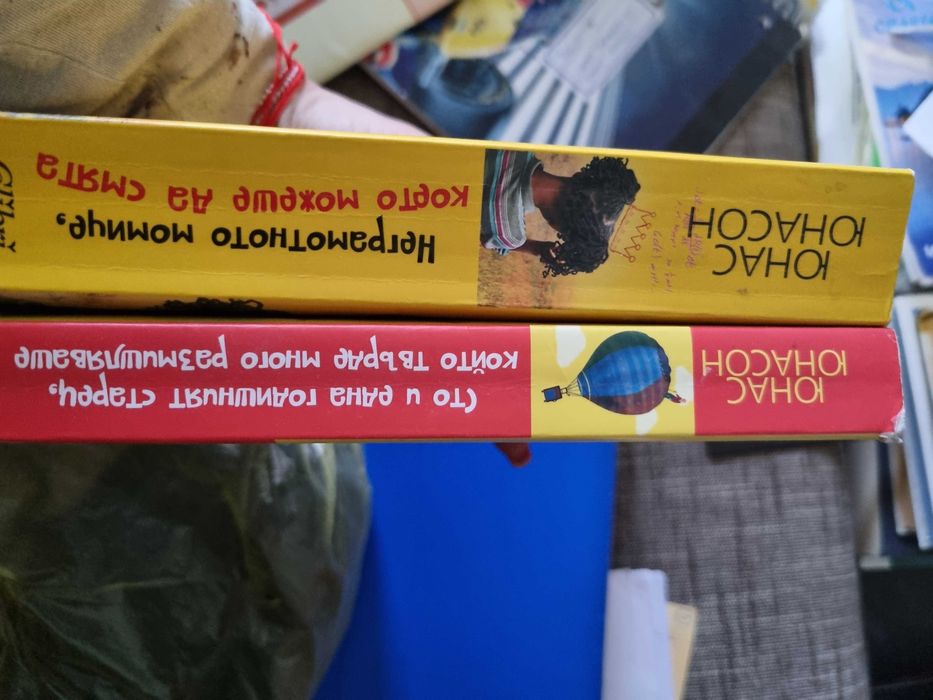 ЮНАС
ЮНАСОН
Неграмотното момиче,
което можеше да смята
ЮНАС
ЮНАСОН
Сто и една годишният старец,
който твърде много размишляваше